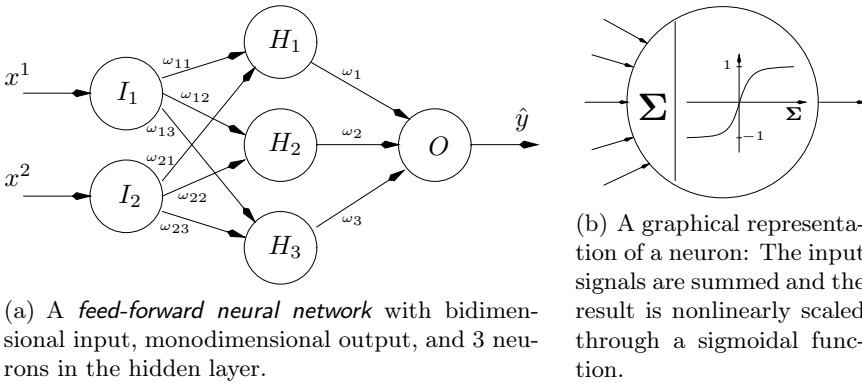 x¹
x²
I₁
I₂
ω₁₁
ω₁₂
ω₁₃
ω₂₁
ω₂₂
ω₂₃
H₁
H₂
H₃
ω₁
ω₂
ω₃
O
ŷ
(a) A feed-forward neural network with bidimen-
sional input, monodimensional output, and 3 neu-
rons in the hidden layer.
Σ
1
Σ
−1
(b) A graphical representa-
tion of a neuron: The input
signals are summed and the
result is nonlinearly scaled
through a sigmoidal func-
tion.